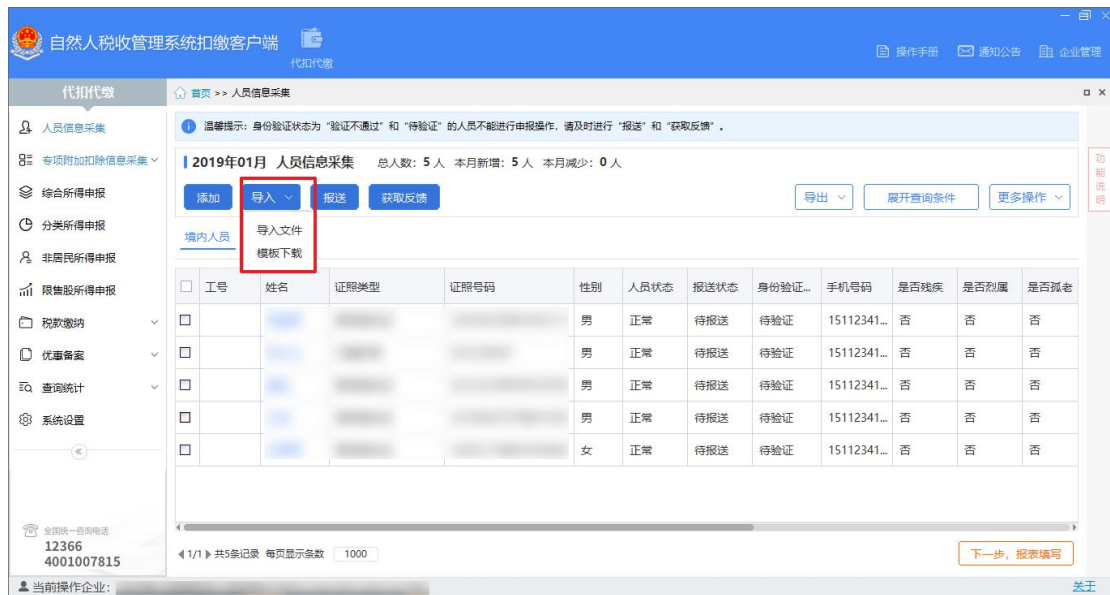 自然人税收管理系统扣缴客户端
代扣代缴
操作手册 通知公告 企业管理
代扣代缴
首页 >> 人员信息采集
人员信息采集
专项附加扣除信息采集
综合所得申报
分类所得申报
非居民所得申报
限售股所得申报
税款缴纳
优惠备案
查询统计
系统设置
全国统一咨询电话
12366
4001007815
温馨提示：身份验证状态为“验证不通过”和“待验证”的人员不能进行申报操作，请及时进行“报送”和“获取反馈”。
2019年01月 人员信息采集 总人数：5人 本月新增：5人 本月减少：0人
添加 导入 报送 获取反馈 导出 展开查询条件 更多操作
导入文件
模板下载
境内人员
工号 姓名 证照类型 证照号码 性别 人员状态 报送状态 身份验证... 手机号码 是否残疾 是否烈属 是否孤老
男 正常 待报送 待验证 15112341... 否 否 否
男 正常 待报送 待验证 15112341... 否 否 否
男 正常 待报送 待验证 15112341... 否 否 否
男 正常 待报送 待验证 15112341... 否 否 否
女 正常 待报送 待验证 15112341... 否 否 否
1/1 共5条记录 每页显示条数 1000
下一步，报表填写
功能说明
当前操作企业：
关于